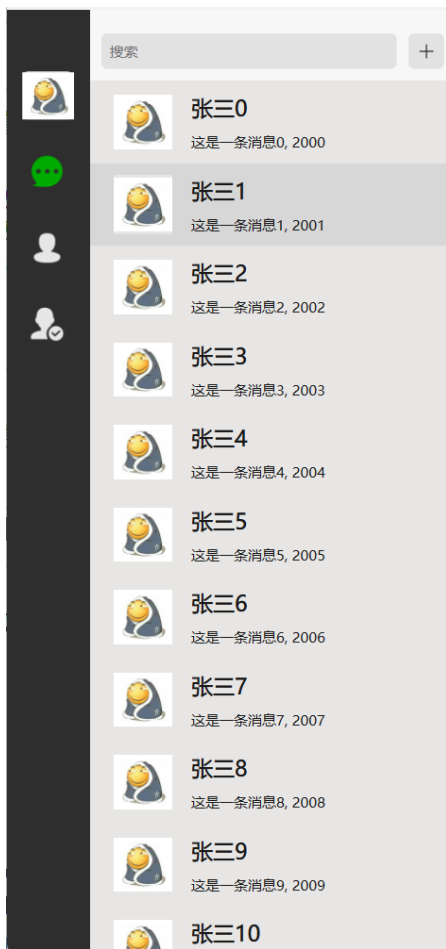 搜索
张三0
这是一条消息0, 2000
张三1
这是一条消息1, 2001
张三2
这是一条消息2, 2002
张三3
这是一条消息3, 2003
张三4
这是一条消息4, 2004
张三5
这是一条消息5, 2005
张三6
这是一条消息6, 2006
张三7
这是一条消息7, 2007
张三8
这是一条消息8, 2008
张三9
这是一条消息9, 2009
张三10